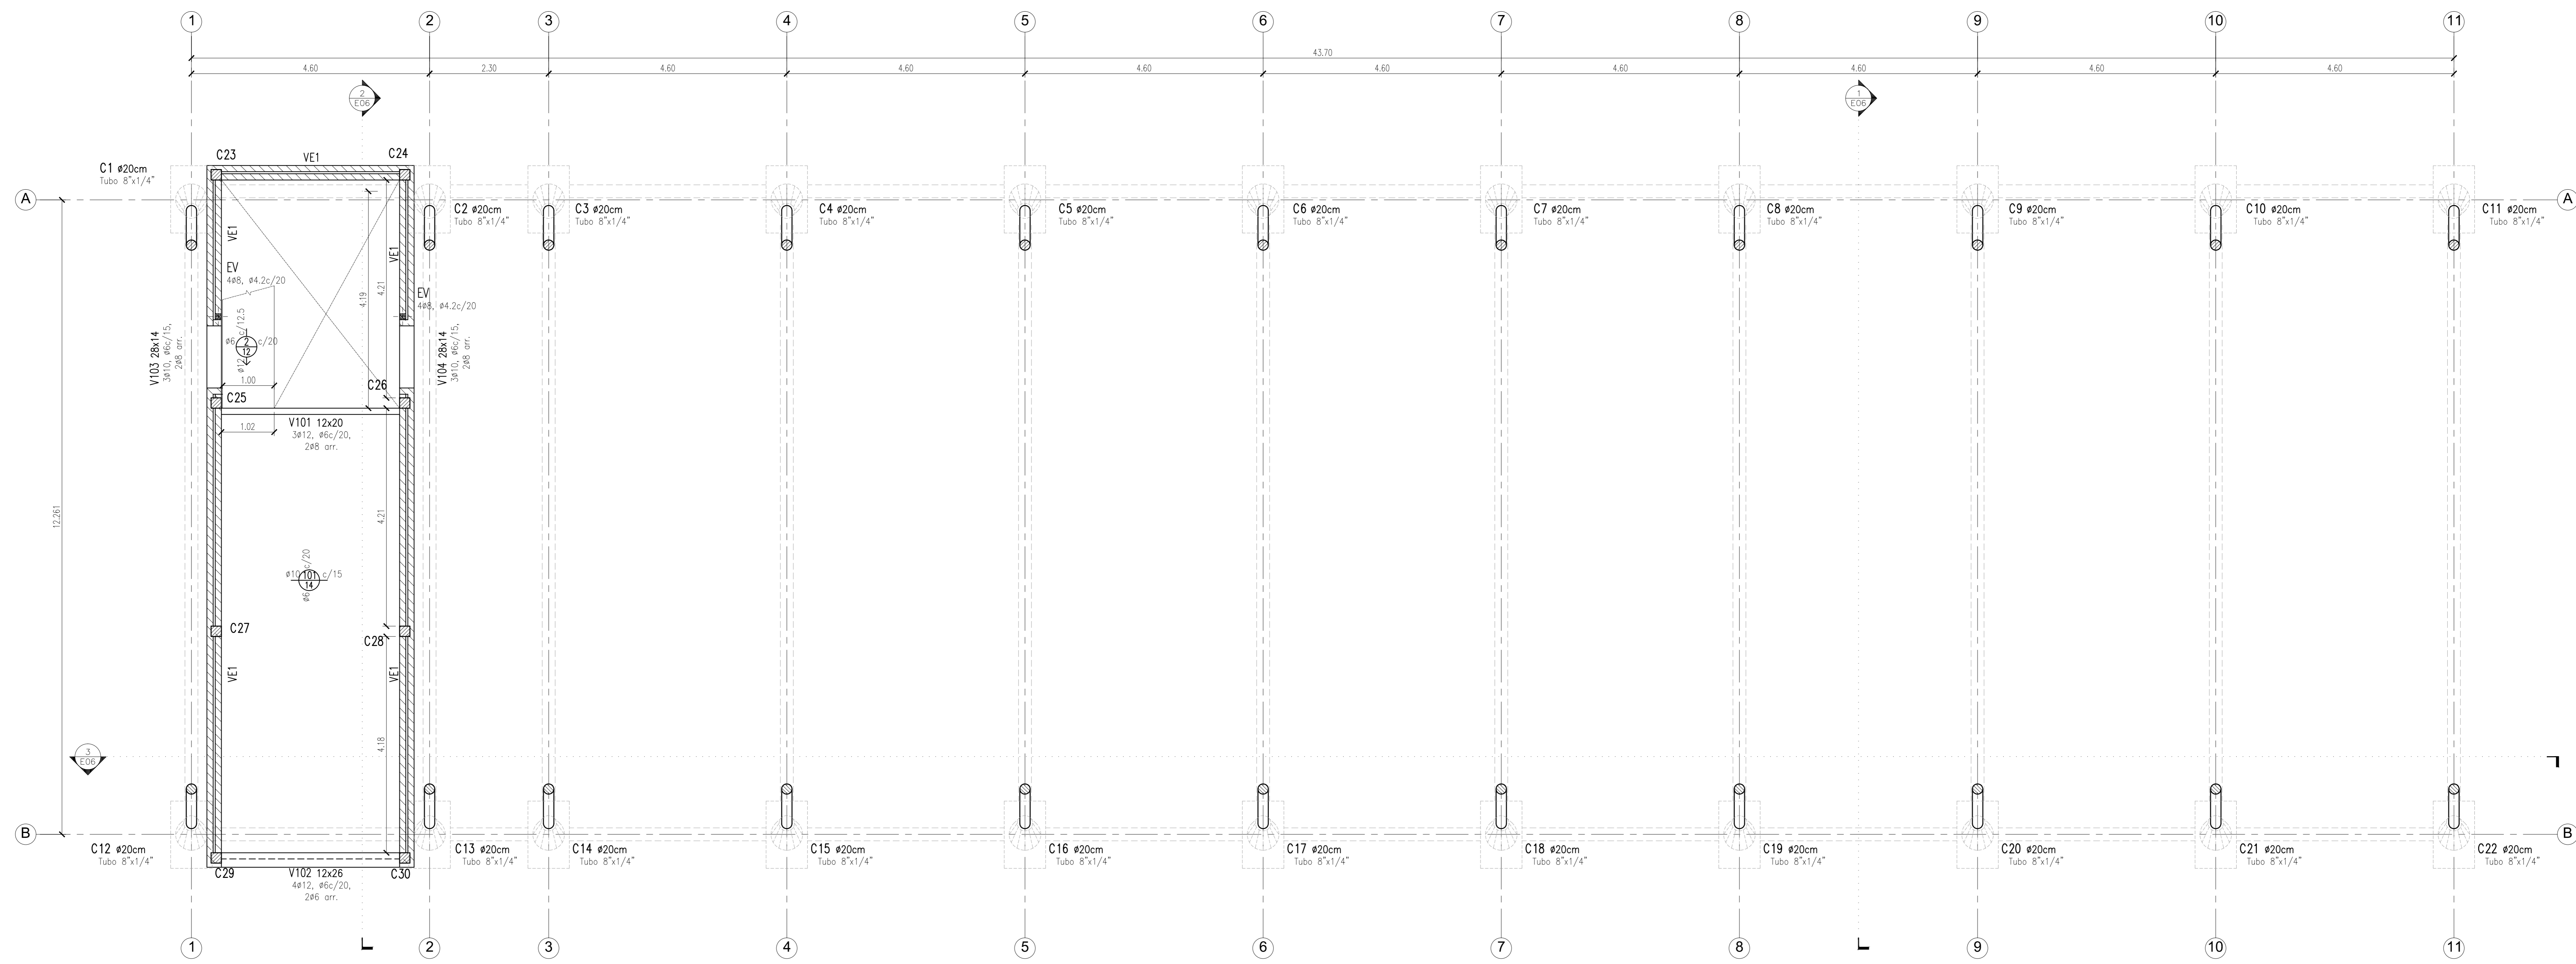 1 2 3 4 5 6 7 8 9 10 11
43.70
4.60 2.30 4.60 4.60 4.60 4.60 4.60 4.60 4.60 4.60
2
E06
1
E06
C23 VE1 C24
C1 ø20cm
Tubo 8"x1/4"
A A
C2 ø20cm
Tubo 8"x1/4"
C3 ø20cm
Tubo 8"x1/4"
C4 ø20cm
Tubo 8"x1/4"
C5 ø20cm
Tubo 8"x1/4"
C6 ø20cm
Tubo 8"x1/4"
C7 ø20cm
Tubo 8"x1/4"
C8 ø20cm
Tubo 8"x1/4"
C9 ø20cm
Tubo 8"x1/4"
C10 ø20cm
Tubo 8"x1/4"
C11 ø20cm
Tubo 8"x1/4"
VE1
VE1
EV
4ø8, ø4.2c/20
EV
4ø8, ø4.2c/20
4.19
4.21
V103 28x14
3ø10, ø6c/15,
2ø8 arr.
ø6 c/20
ø12 c/12.5
2
12
V104 28x14
3ø10, ø6c/15,
2ø8 arr.
1.00
C26
C25
1.02
V101 12x20
3ø12, ø6c/20,
2ø8 arr.
12.261
4.21
ø10 c/15
ø6 c/20
101
14
C27
C28
VE1
VE1
4.18
3
E06
B B
C12 ø20cm
Tubo 8"x1/4"
C13 ø20cm
Tubo 8"x1/4"
C14 ø20cm
Tubo 8"x1/4"
C15 ø20cm
Tubo 8"x1/4"
C16 ø20cm
Tubo 8"x1/4"
C17 ø20cm
Tubo 8"x1/4"
C18 ø20cm
Tubo 8"x1/4"
C19 ø20cm
Tubo 8"x1/4"
C20 ø20cm
Tubo 8"x1/4"
C21 ø20cm
Tubo 8"x1/4"
C22 ø20cm
Tubo 8"x1/4"
C29 C30
V102 12x26
4ø12, ø6c/20,
2ø6 arr.
1 2 3 4 5 6 7 8 9 10 11